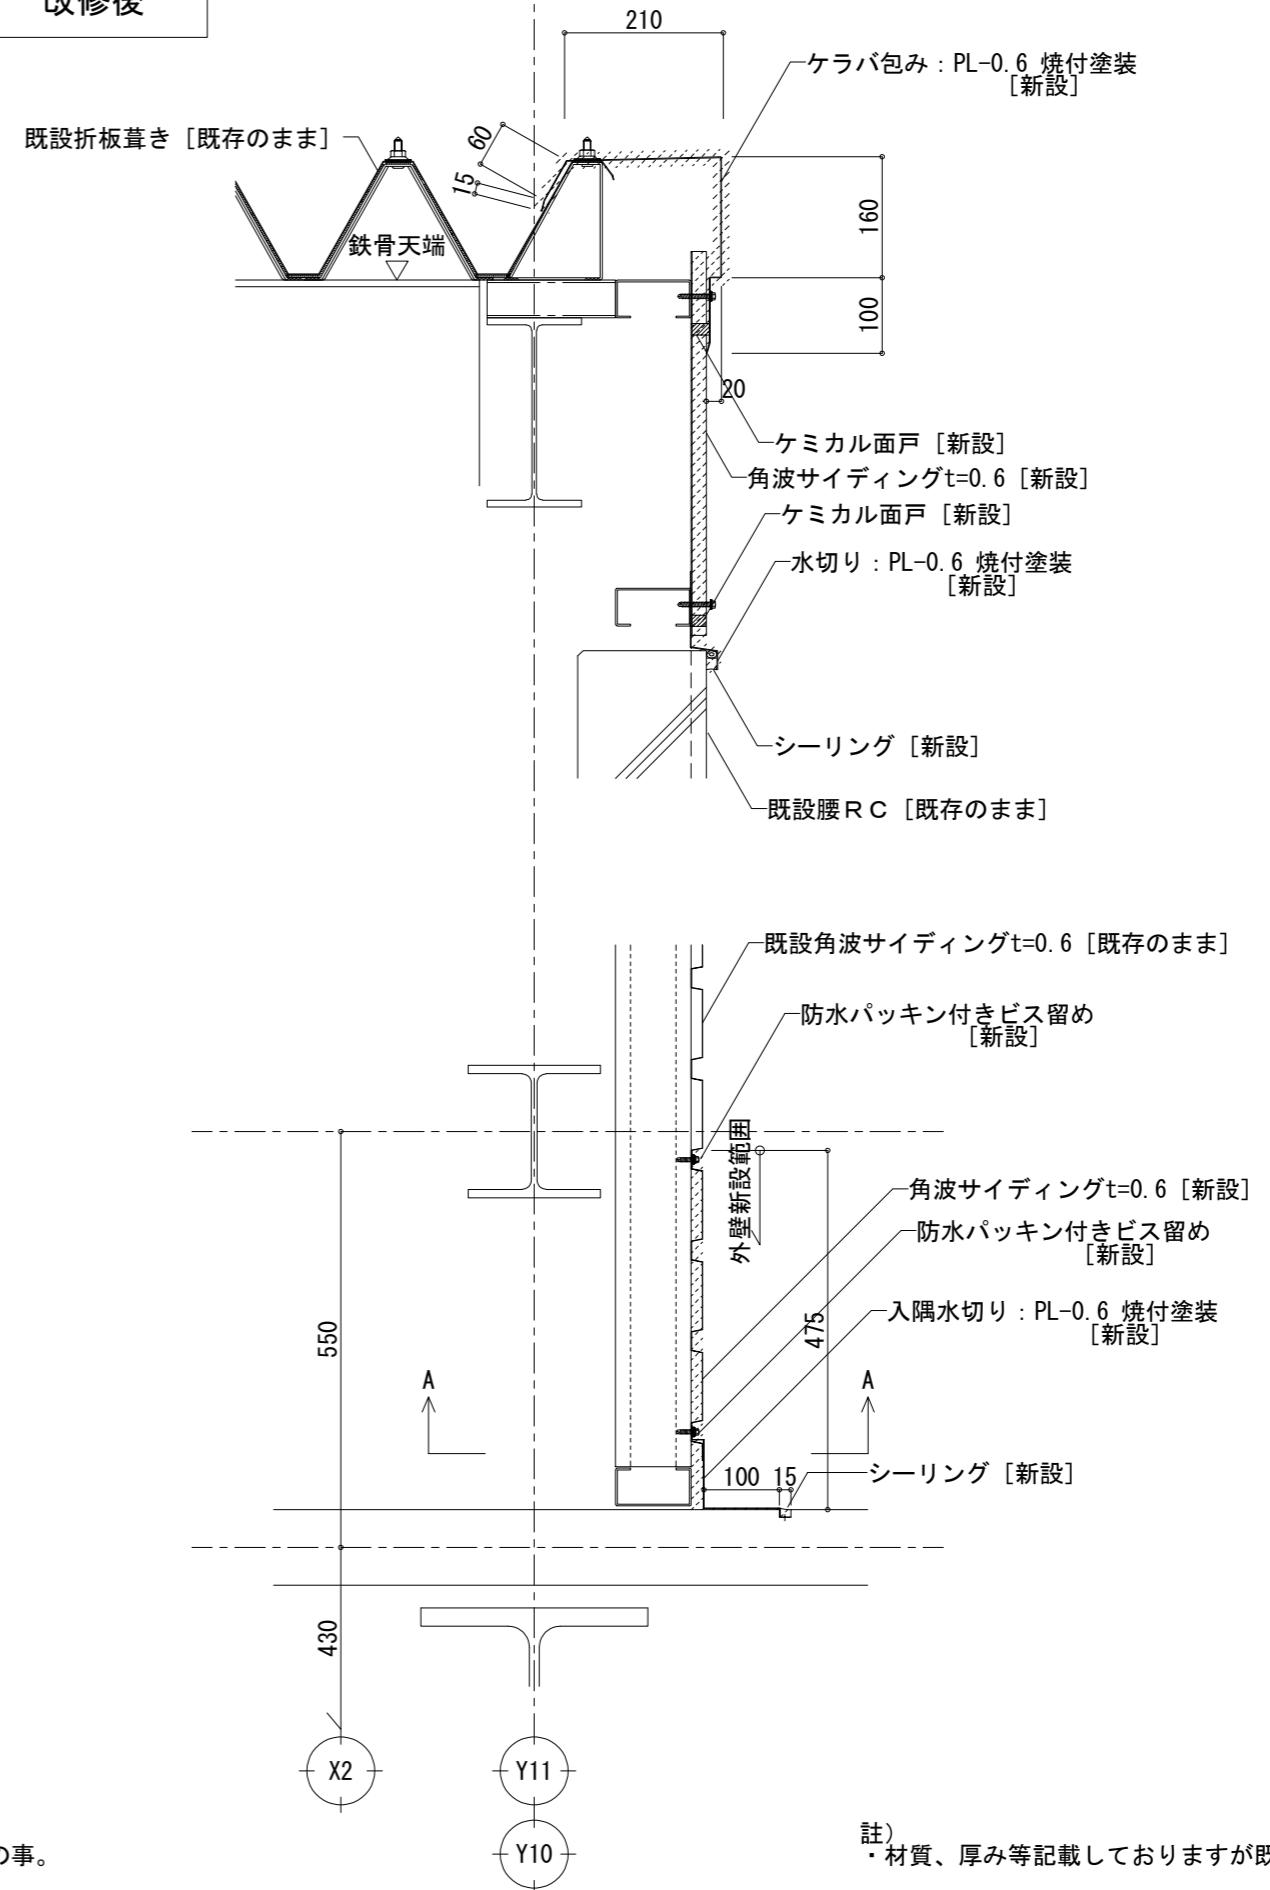 改修後
210
ケラバ包み：PL-0.6 焼付塗装
［新設］
既設折板葺き［既存のまま］
60
15
鉄骨天端
160
100
20
ケミカル面戸［新設］
角波サイディングt=0.6［新設］
ケミカル面戸［新設］
水切り：PL-0.6 焼付塗装
［新設］
シーリング［新設］
既設腰ＲＣ［既存のまま］
既設角波サイディングt=0.6［既存のまま］
防水パッキン付きビス留め
［新設］
外壁新設範囲
角波サイディングt=0.6［新設］
防水パッキン付きビス留め
［新設］
入隅水切り：PL-0.6 焼付塗装
［新設］
475
550
A
A
100 15
シーリング［新設］
430
X2
Y11
Y10
の事。
註）
・材質、厚み等記載しておりますが既